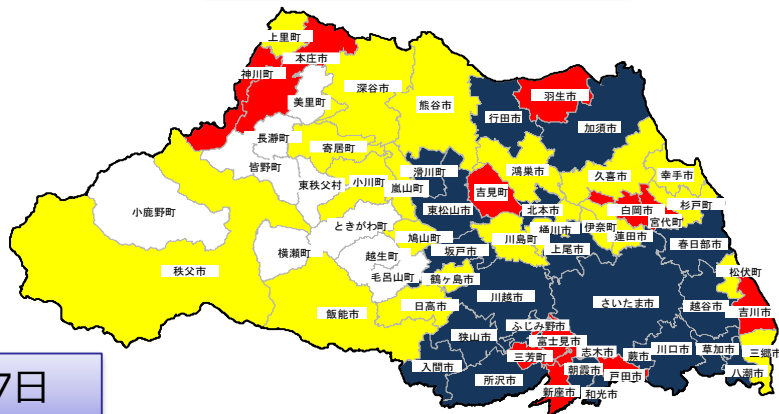 上里町
本庄市
神川町
美里町
深谷市
熊谷市
羽生市
行田市
加須市
長瀞町
寄居町
皆野町
滑川町
鴻巣市
久喜市
幸手市
小川町
嵐山町
東秩父村
吉見町
小鹿野町
東松山市
北本市
白岡市
杉戸町
宮代町
ときがわ町
鳩山町
川島町
桶川市
伊奈町
蓮田市
春日部市
横瀬町
越生町
坂戸市
上尾市
秩父市
毛呂山町
鶴ヶ島市
松伏町
飯能市
日高市
川越市
さいたま市
越谷市
吉川市
ふじみ野市
狭山市
富士見市
三芳町
志木市
蕨市
川口市
草加市
三郷市
入間市
所沢市
朝霞市
戸田市
八潮市
新座市
和光市
7日